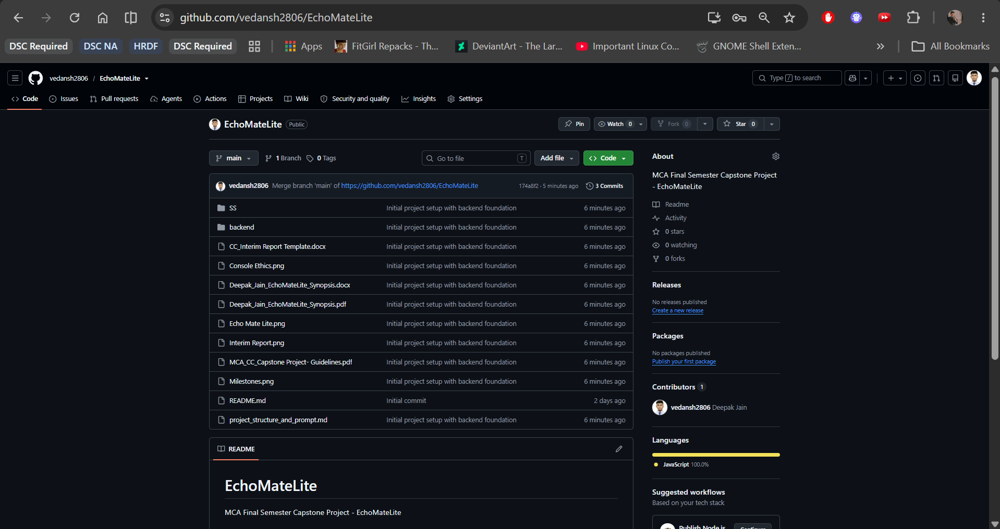 github.com/vedansh2806/EchoMateLite
DSC Required DSC NA HRDF DSC Required Apps FitGirl Repacks - Th... DeviantArt - The Lar... Important Linux Co... GNOME Shell Exten... » All Bookmarks
vedansh2806 / EchoMateLite Type / to search
Code Issues Pull requests Agents Actions Projects Wiki Security and quality Insights Settings
EchoMateLite Public Pin Watch 0 Fork 0 Star 0
main 1 Branch 0 Tags Go to file T Add file Code
vedansh2806 Merge branch 'main' of https://github.com/vedansh2806/EchoMateLite 174a8f2 · 5 minutes ago 3 Commits
SS Initial project setup with backend foundation 6 minutes ago
backend Initial project setup with backend foundation 6 minutes ago
CC_Interim Report Template.docx Initial project setup with backend foundation 6 minutes ago
Console Ethics.png Initial project setup with backend foundation 6 minutes ago
Deepak_Jain_EchoMateLite_Synopsis.docx Initial project setup with backend foundation 6 minutes ago
Deepak_Jain_EchoMateLite_Synopsis.pdf Initial project setup with backend foundation 6 minutes ago
Echo Mate Lite.png Initial project setup with backend foundation 6 minutes ago
Interim Report.png Initial project setup with backend foundation 6 minutes ago
MCA_CC_Capstone Project- Guidelines.pdf Initial project setup with backend foundation 6 minutes ago
Milestones.png Initial project setup with backend foundation 6 minutes ago
README.md Initial commit 2 days ago
project_structure_and_prompt.md Initial project setup with backend foundation 6 minutes ago
README
EchoMateLite
MCA Final Semester Capstone Project - EchoMateLite
About
MCA Final Semester Capstone Project
- EchoMateLite
Readme
Activity
0 stars
0 watching
0 forks
Releases
No releases published
Create a new release
Packages
No packages published
Publish your first package
Contributors 1
vedansh2806 Deepak Jain
Languages
JavaScript 100.0%
Suggested workflows
Based on your tech stack
Publish Node.js Configure